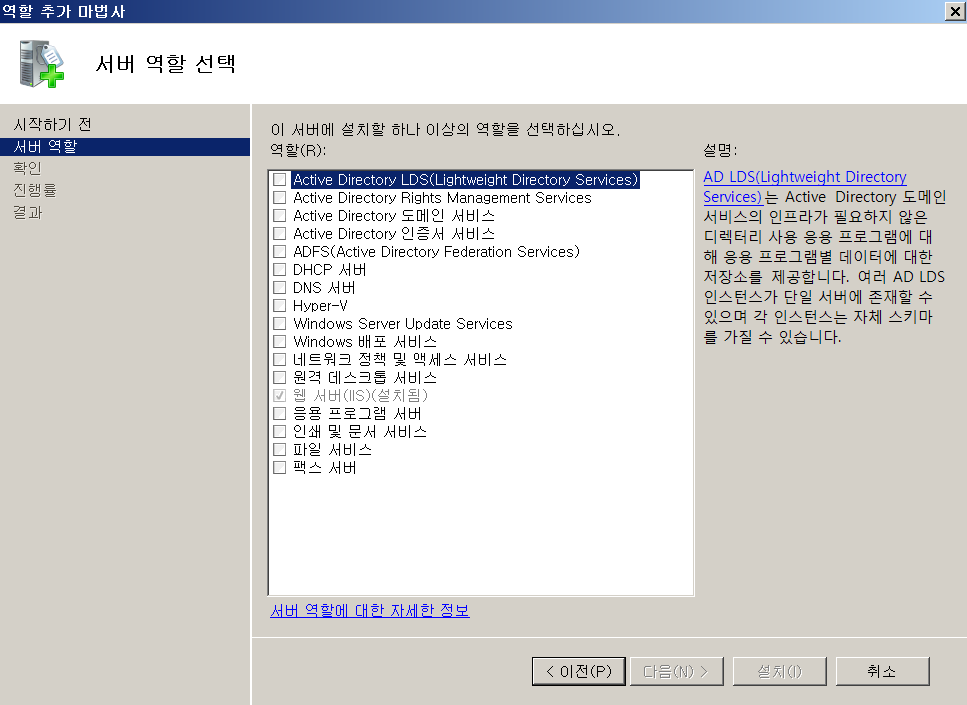 역할 추가 마법사
서버 역할 선택
시작하기 전
서버 역할
확인
진행률
결과
이 서버에 설치할 하나 이상의 역할을 선택하십시오.
역할(R):
Active Directory LDS(Lightweight Directory Services)
Active Directory Rights Management Services
Active Directory 도메인 서비스
Active Directory 인증서 서비스
ADFS(Active Directory Federation Services)
DHCP 서버
DNS 서버
Hyper-V
Windows Server Update Services
Windows 배포 서비스
네트워크 정책 및 액세스 서비스
원격 데스크톱 서비스
웹 서버(IIS)(설치됨)
응용 프로그램 서버
인쇄 및 문서 서비스
파일 서비스
팩스 서버
서버 역할에 대한 자세한 정보
설명:
AD LDS(Lightweight Directory
Services)는 Active Directory 도메인
서비스의 인프라가 필요하지 않은
디렉터리 사용 응용 프로그램에 대
해 응용 프로그램별 데이터에 대한
저장소를 제공합니다. 여러 AD LDS
인스턴스가 단일 서버에 존재할 수
있으며 각 인스턴스는 자체 스키마
를 가질 수 있습니다.
< 이전(P)
다음(N) >
설치(I)
취소